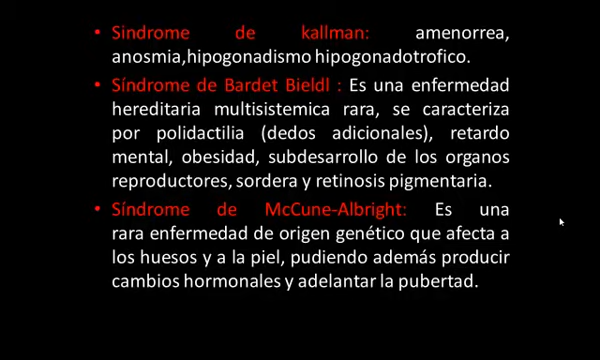 • Sindrome de kallman: amenorrea,
anosmia,hipogonadismo hipogonadotrofico.
• Síndrome de Bardet Bieldl : Es una enfermedad
hereditaria multisistemica rara, se caracteriza
por polidactilia (dedos adicionales), retardo
mental, obesidad, subdesarrollo de los organos
reproductores, sordera y retinosis pigmentaria.
• Síndrome de McCune-Albright: Es una
rara enfermedad de origen genético que afecta a
los huesos y a la piel, pudiendo además producir
cambios hormonales y adelantar la pubertad.